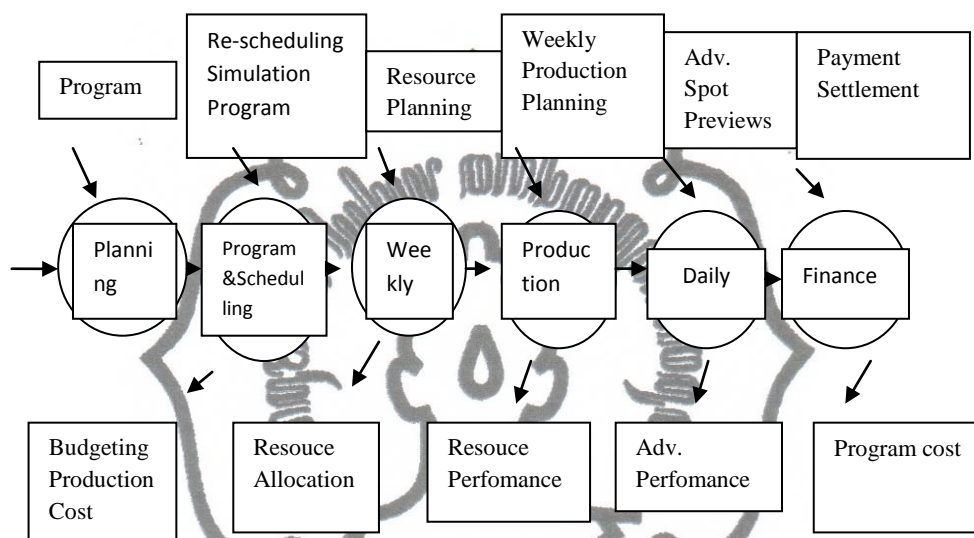 Program
Re-scheduling
Simulation
Program
Resource
Planning
Weekly
Production
Planning
Adv.
Spot
Previews
Payment
Settlement
Planni
ng
Program
&Schedul
ling
Wee
kly
Produc
tion
Daily
Finance
Budgeting
Production
Cost
Resouce
Allocation
Resouce
Perfomance
Adv.
Perfomance
Program cost